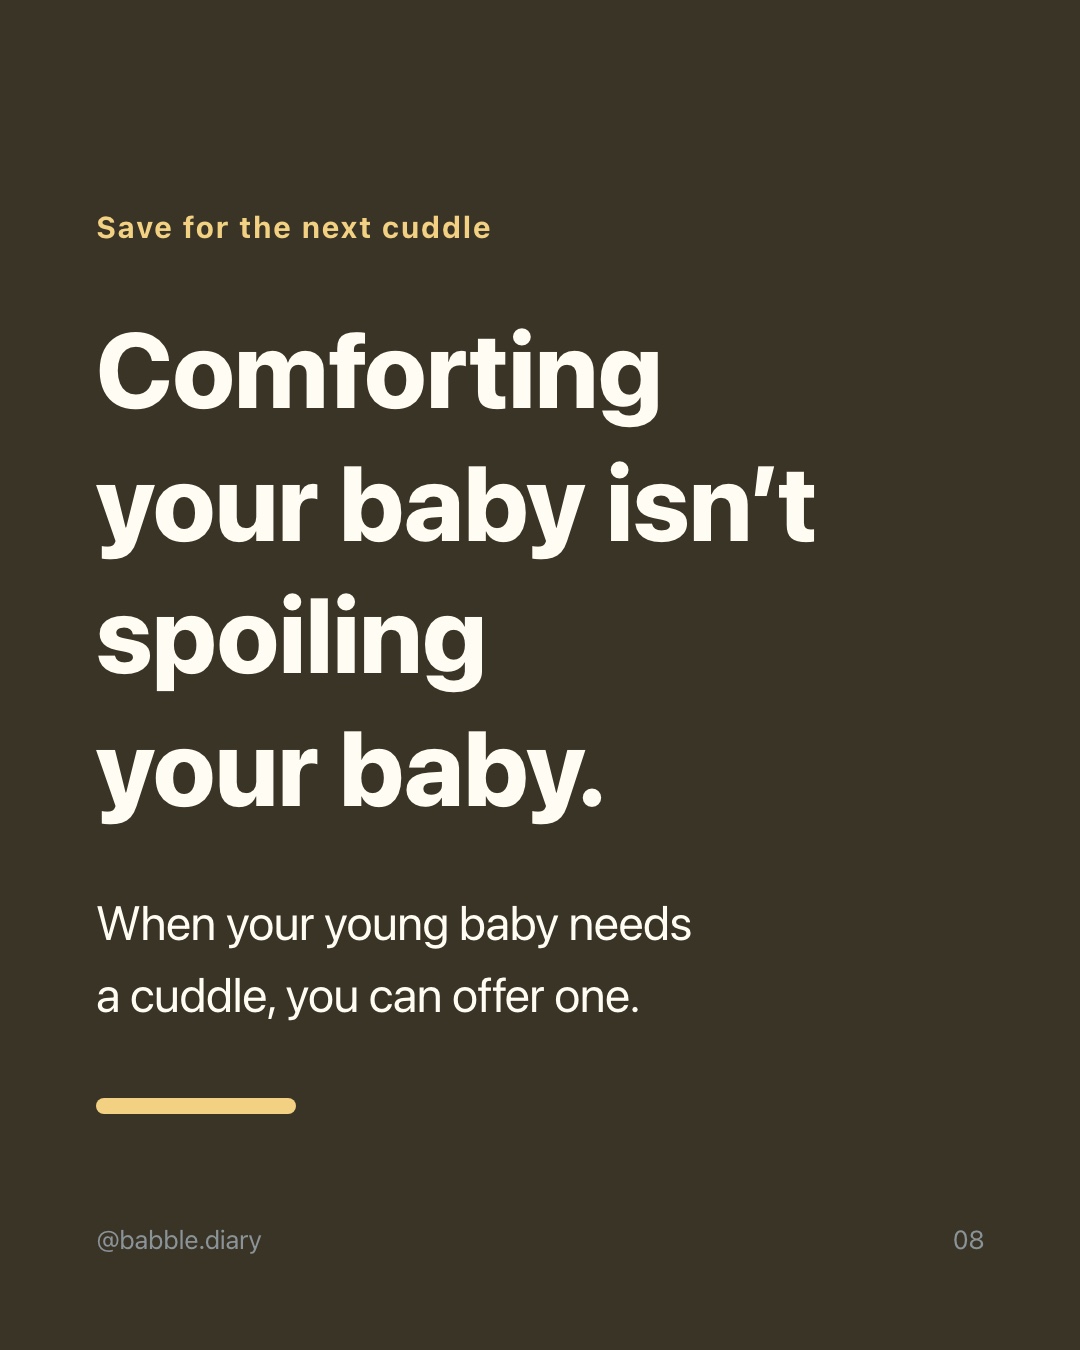 Save for the next cuddle
Comforting
your baby isn’t
spoiling
your baby.
When your young baby needs
a cuddle, you can offer one.
@babble.diary
08